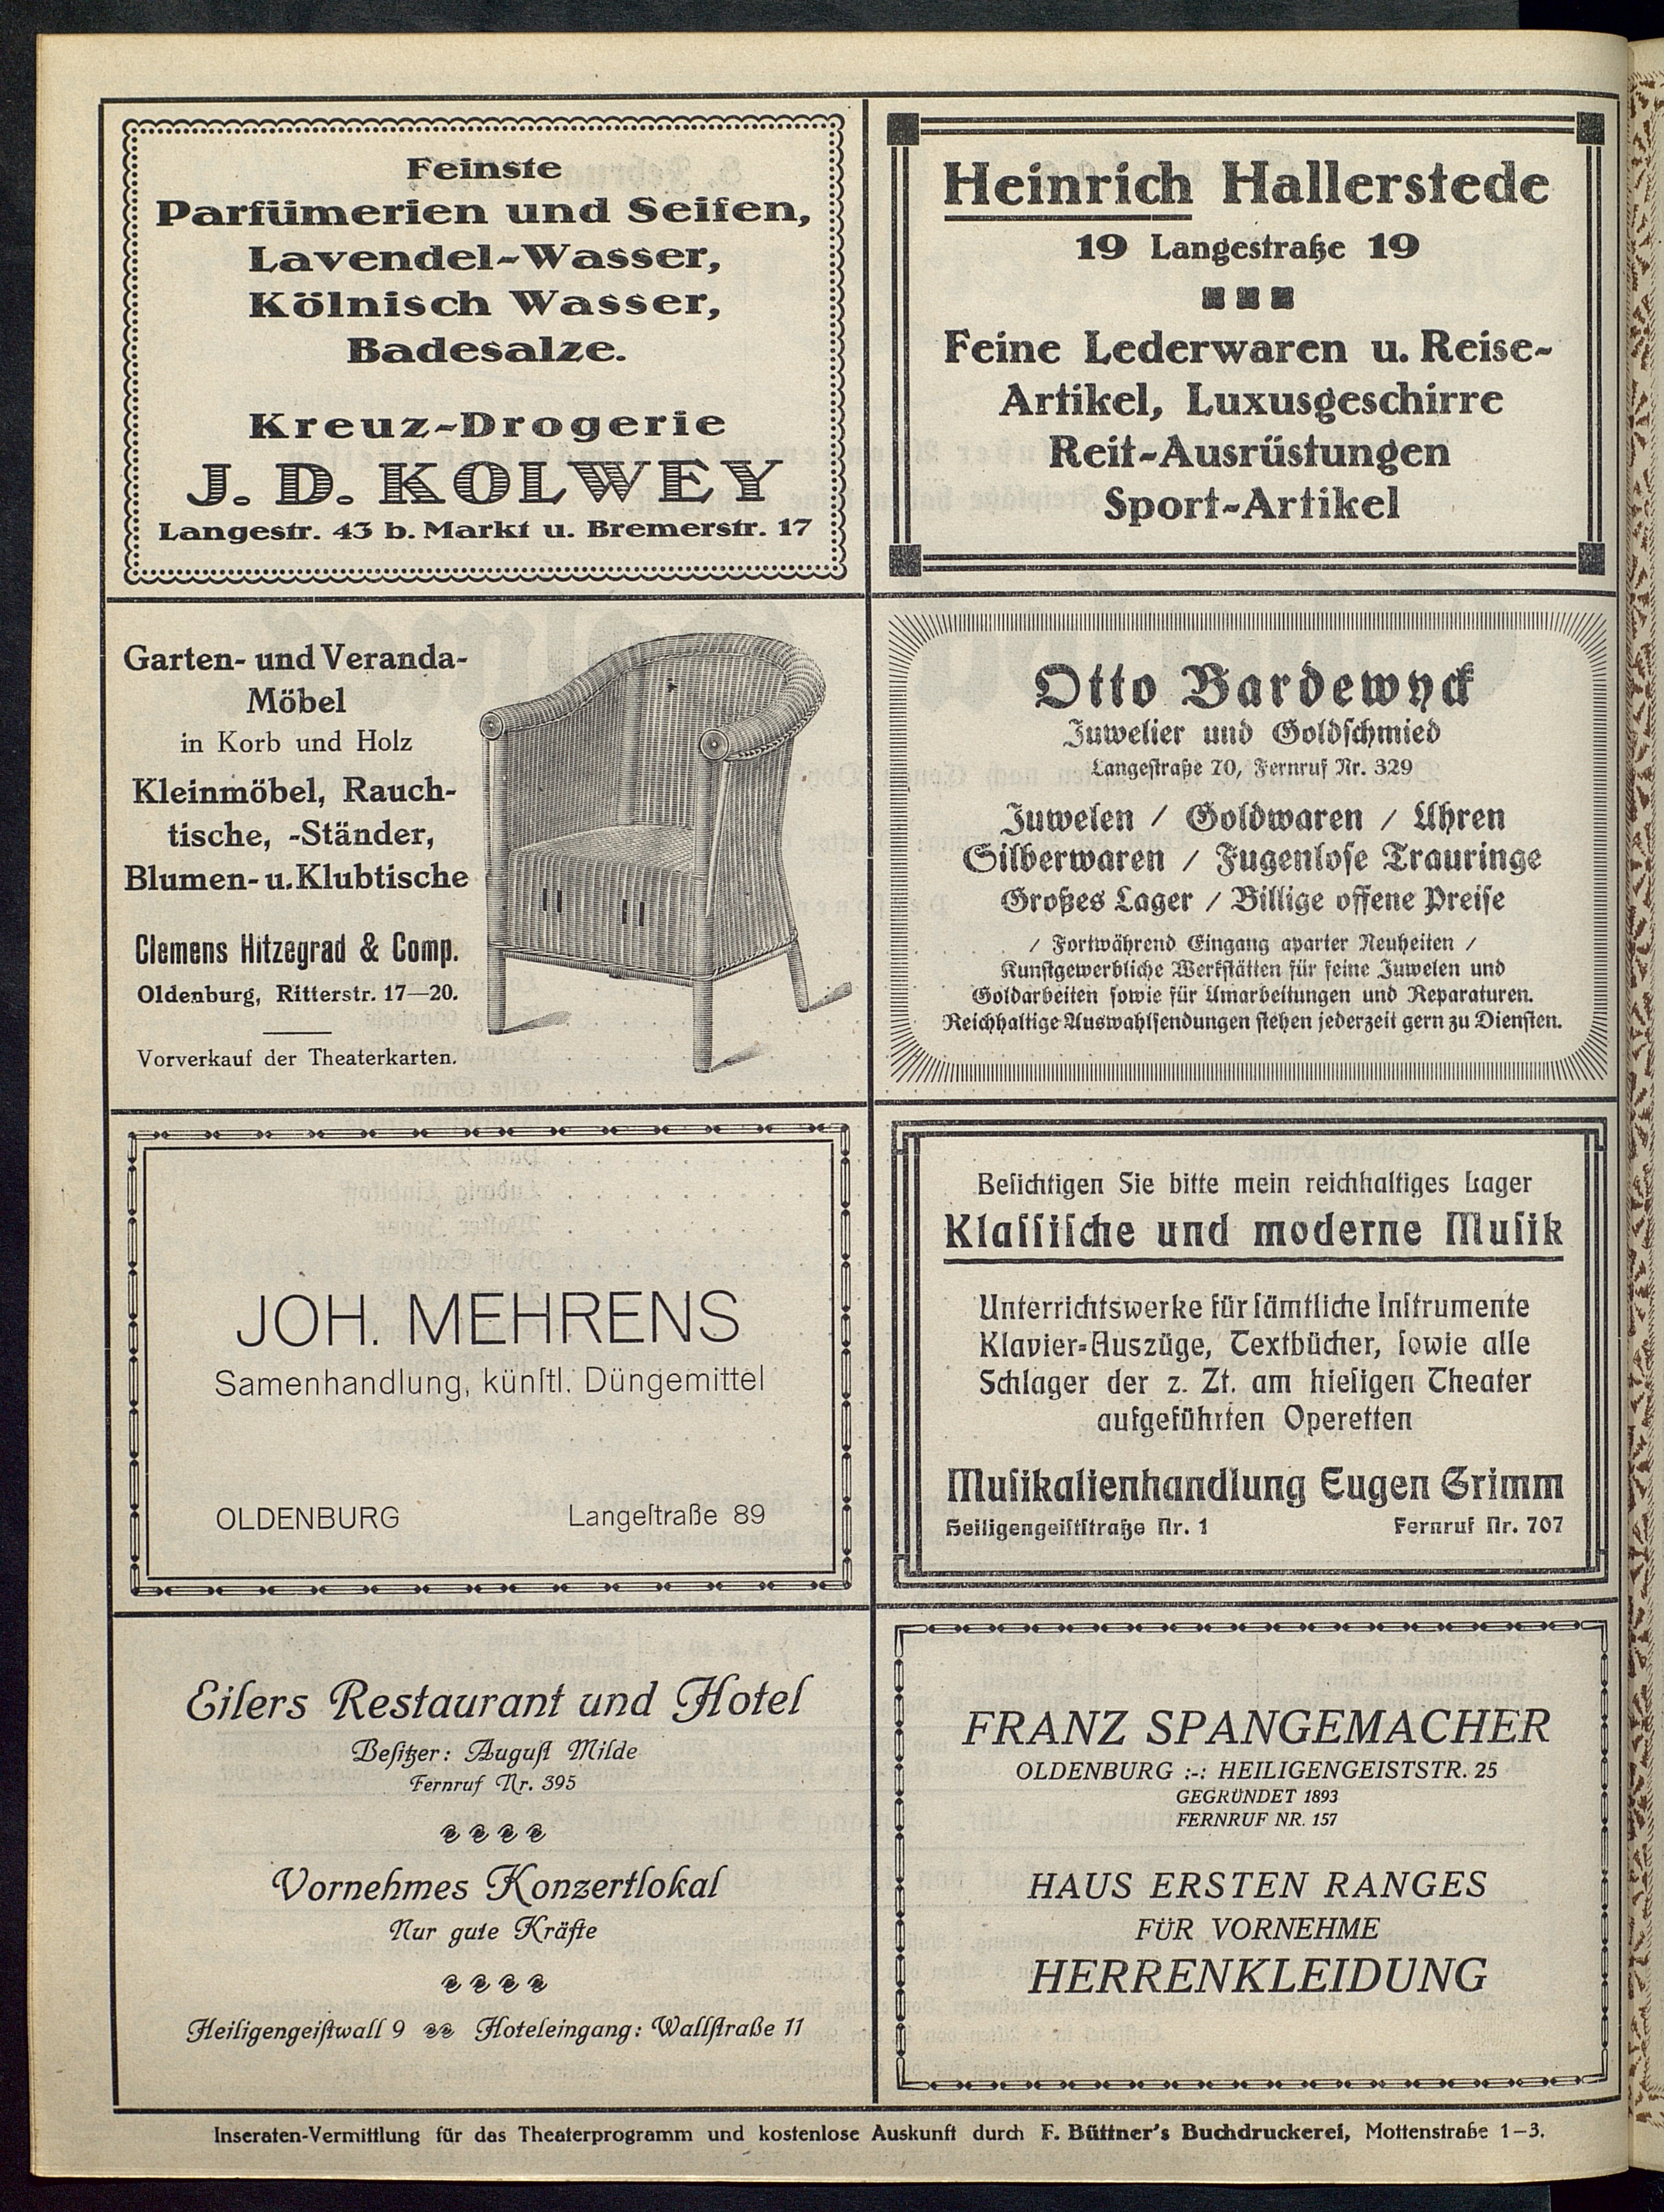 Feinste
Parfümerien und Seifen,
Lavendel-Wasser,
Kölnisch Wasser,
Badesalze.
Kreuz-Drogerie
J. D. KOLWEY
Langestr. 43 b. Markt u. Bremerstr. 17
Heinrich Hallerstede
19 Langestraße 19
Feine Lederwaren u. Reise-
Artikel, Luxusgeschirre
Reit-Ausrüstungen
Sport-Artikel
Garten- und Veranda-
Möbel
in Korb und Holz
Kleinmöbel, Rauch-
tische, -Ständer,
Blumen- u. Klubtische
Clemens Hitzegrad & Comp.
Oldenburg, Ritterstr. 17—20.
Vorverkauf der Theaterkarten.
Otto Bardewyck
Juwelier und Goldſchmied
Langeſtraße 70, Fernruf Nr. 329
Juwelen / Goldwaren / Uhren
Silberwaren / Fugenloſe Trauringe
Großes Lager / Billige offene Preiſe
/ Fortwährend Eingang aparter Neuheiten /
Kunſtgewerbliche Werkſtätten für feine Juwelen und
Goldarbeiten ſowie für Umarbeitungen und Reparaturen.
Reichhaltige Auswahlſendungen ſtehen jederzeit gern zu Dienſten.
JOH. MEHRENS
Samenhandlung, künſtl. Düngemittel
OLDENBURG Langeſtraße 89
Beſichtigen Sie bitte mein reichhaltiges Lager
Klaſſiſche und moderne Muſik
Unterrichtswerke für ſämtliche Inſtrumente
Klavier-Auszüge, Textbücher, ſowie alle
Schlager der z. Zt. am hieſigen Theater
aufgeführten Operetten
Muſikalienhandlung Eugen Grimm
Heiligengeiſtſtraße Nr. 1 Fernruf Nr. 707
Eilers Restaurant und Hotel
Beſitzer: Auguſt Milde
Fernruf Nr. 395
Vornehmes Konzertlokal
Nur gute Kräfte
Heiligengeiſtwall 9 Hoteleingang: Wallſtraße 11
FRANZ SPANGEMACHER
OLDENBURG :-: HEILIGENGEISTSTR. 25
GEGRÜNDET 1893
FERNRUF NR. 157
HAUS ERSTEN RANGES
FÜR VORNEHME
HERRENKLEIDUNG
Inseraten-Vermittlung für das Theaterprogramm und kostenlose Auskunft durch F. Büttner's Buchdruckerei, Mottenstraße 1–3.